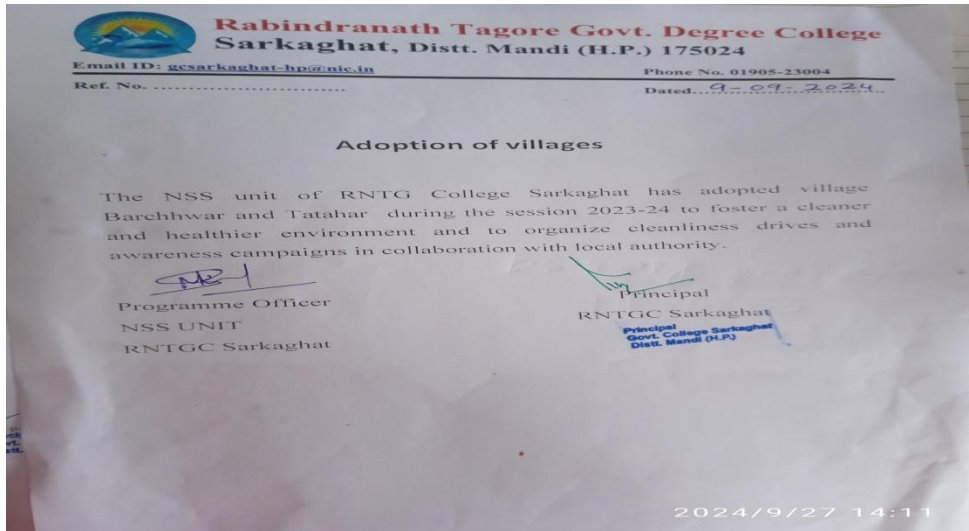 Rabindranath Tagore Govt. Degree College
Sarkaghat, Distt. Mandi (H.P.) 175024
Email ID: gcsarkaghat-hp@nic.in
Phone No. 01905-23004
Ref. No. ..............................
Dated...9-09-2024...
Adoption of villages
The NSS unit of RNTG College Sarkaghat has adopted village
Barchhwar and Tatahar during the session 2023-24 to foster a cleaner
and healthier environment and to organize cleanliness drives and
awareness campaigns in collaboration with local authority.
Programme Officer
NSS UNIT
RNTGC Sarkaghat
Principal
RNTGC Sarkaghat
Principal
Govt. College Sarkaghat
Distt. Mandi (H.P.)
2024/9/27 14:11